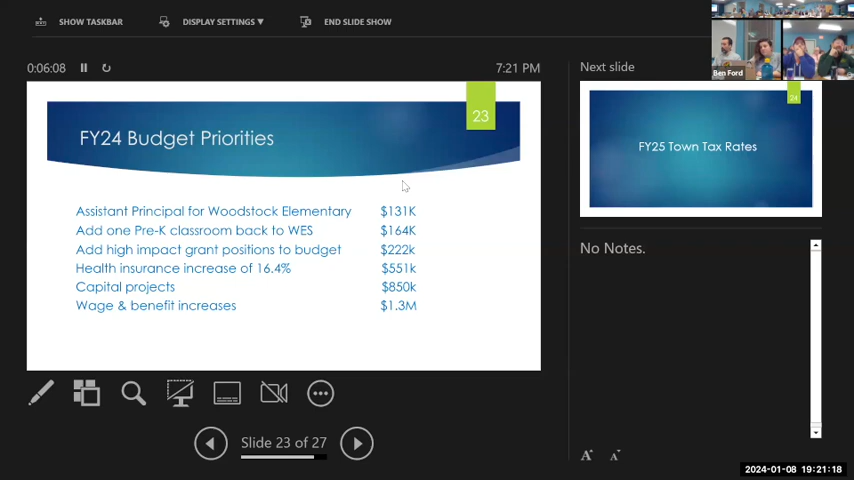 SHOW TASKBAR
DISPLAY SETTINGS ▼
END SLIDE SHOW
0:06:08
7:21 PM
Next slide
Ben Ford
23
FY24 Budget Priorities
Assistant Principal for Woodstock Elementary $131K
Add one Pre-K classroom back to WES $164K
Add high impact grant positions to budget $222k
Health insurance increase of 16.4% $551k
Capital projects $850k
Wage & benefit increases $1.3M
24
FY25 Town Tax Rates
No Notes.
Slide 23 of 27
A A
2024-01-08 19:21:18